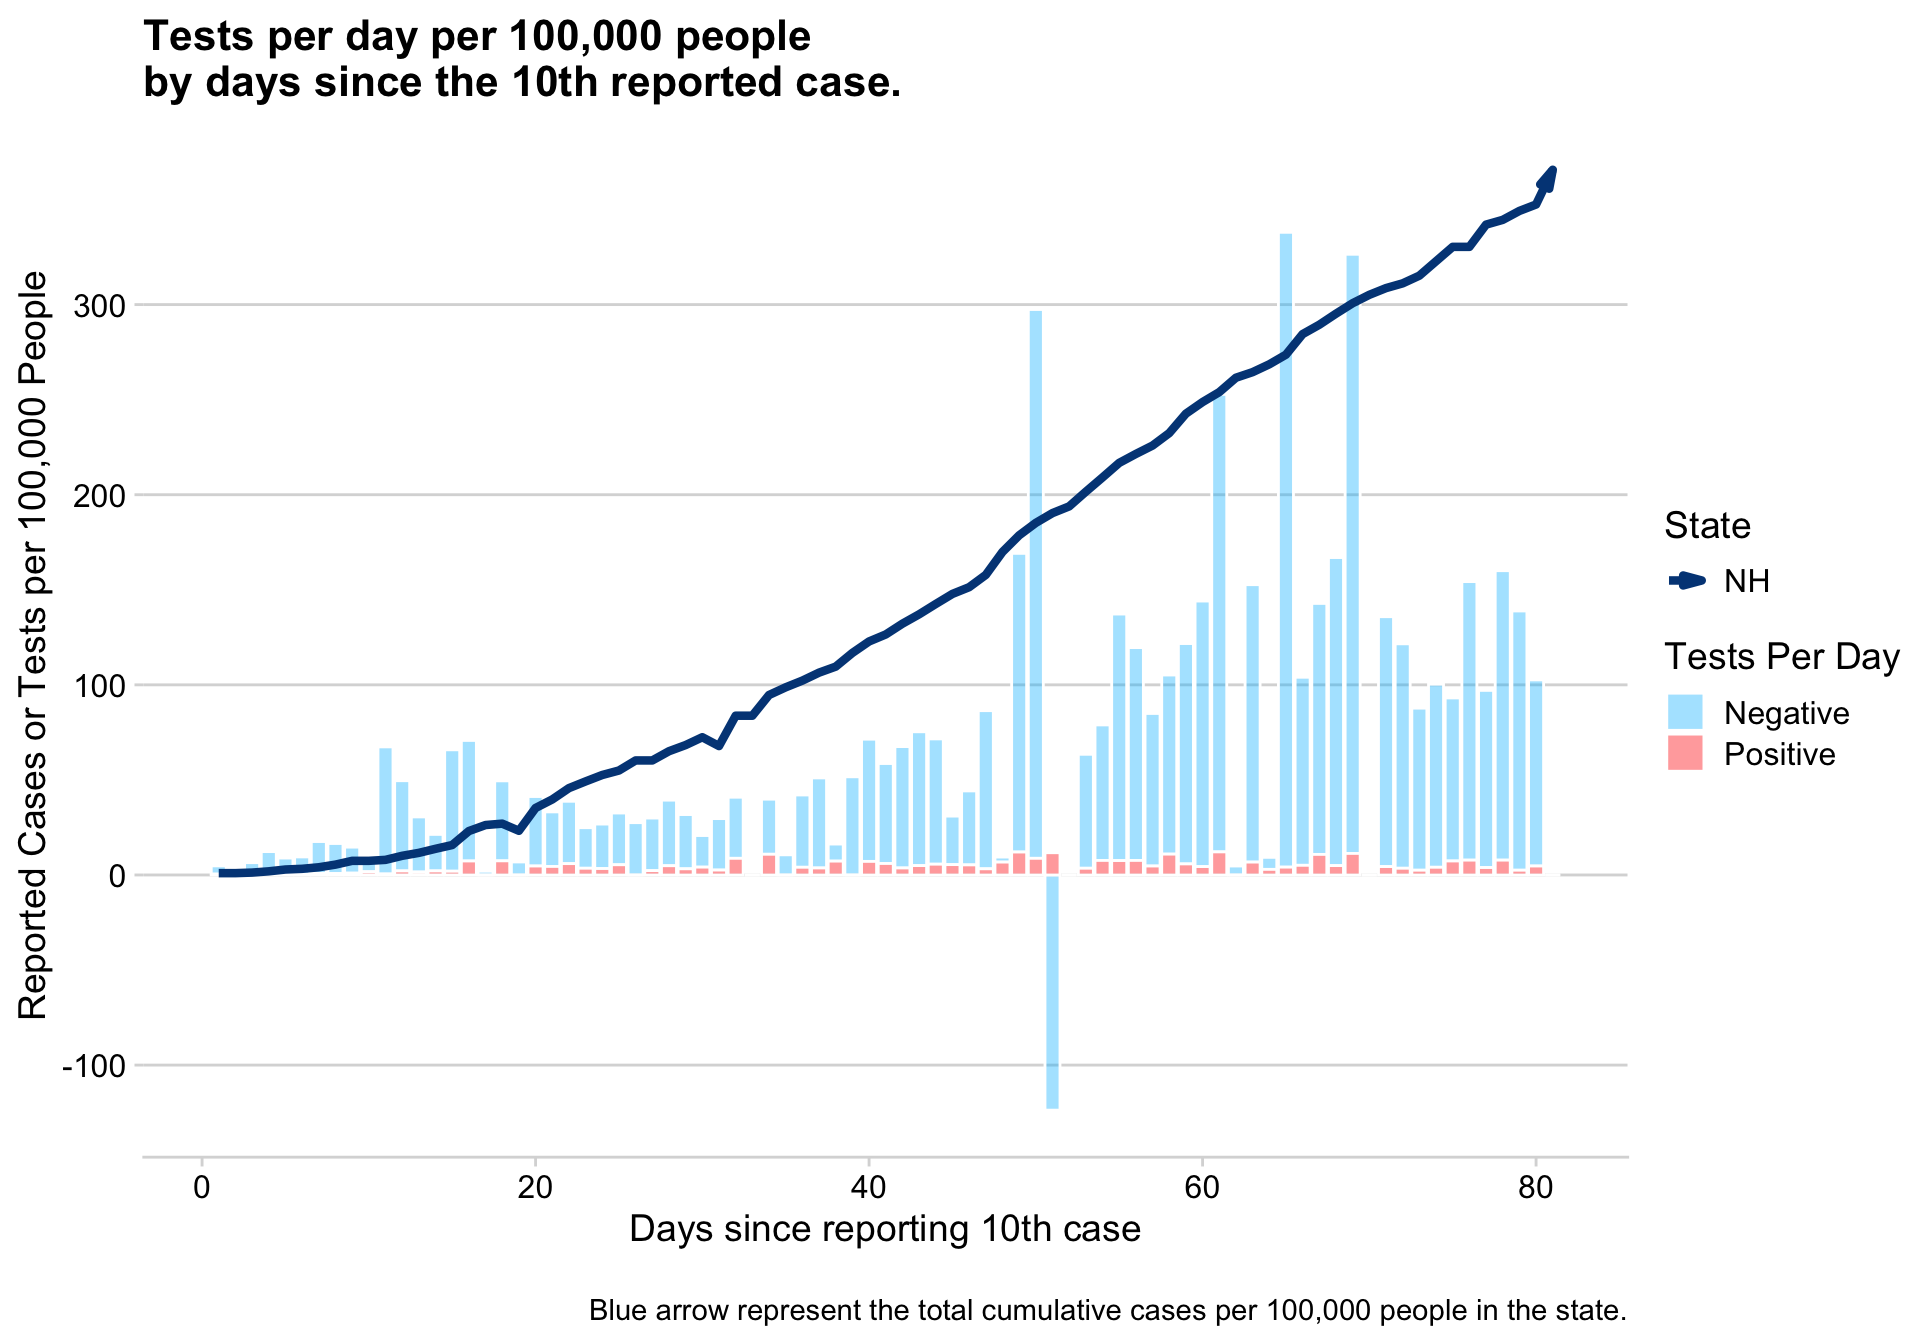 Tests per day per 100,000 people
by days since the 10th reported case.
Reported Cases or Tests per 100,000 People
300
200
100
0
-100
0
20
40
60
80
Days since reporting 10th case
State
NH
Tests Per Day
Negative
Positive
Blue arrow represent the total cumulative cases per 100,000 people in the state.